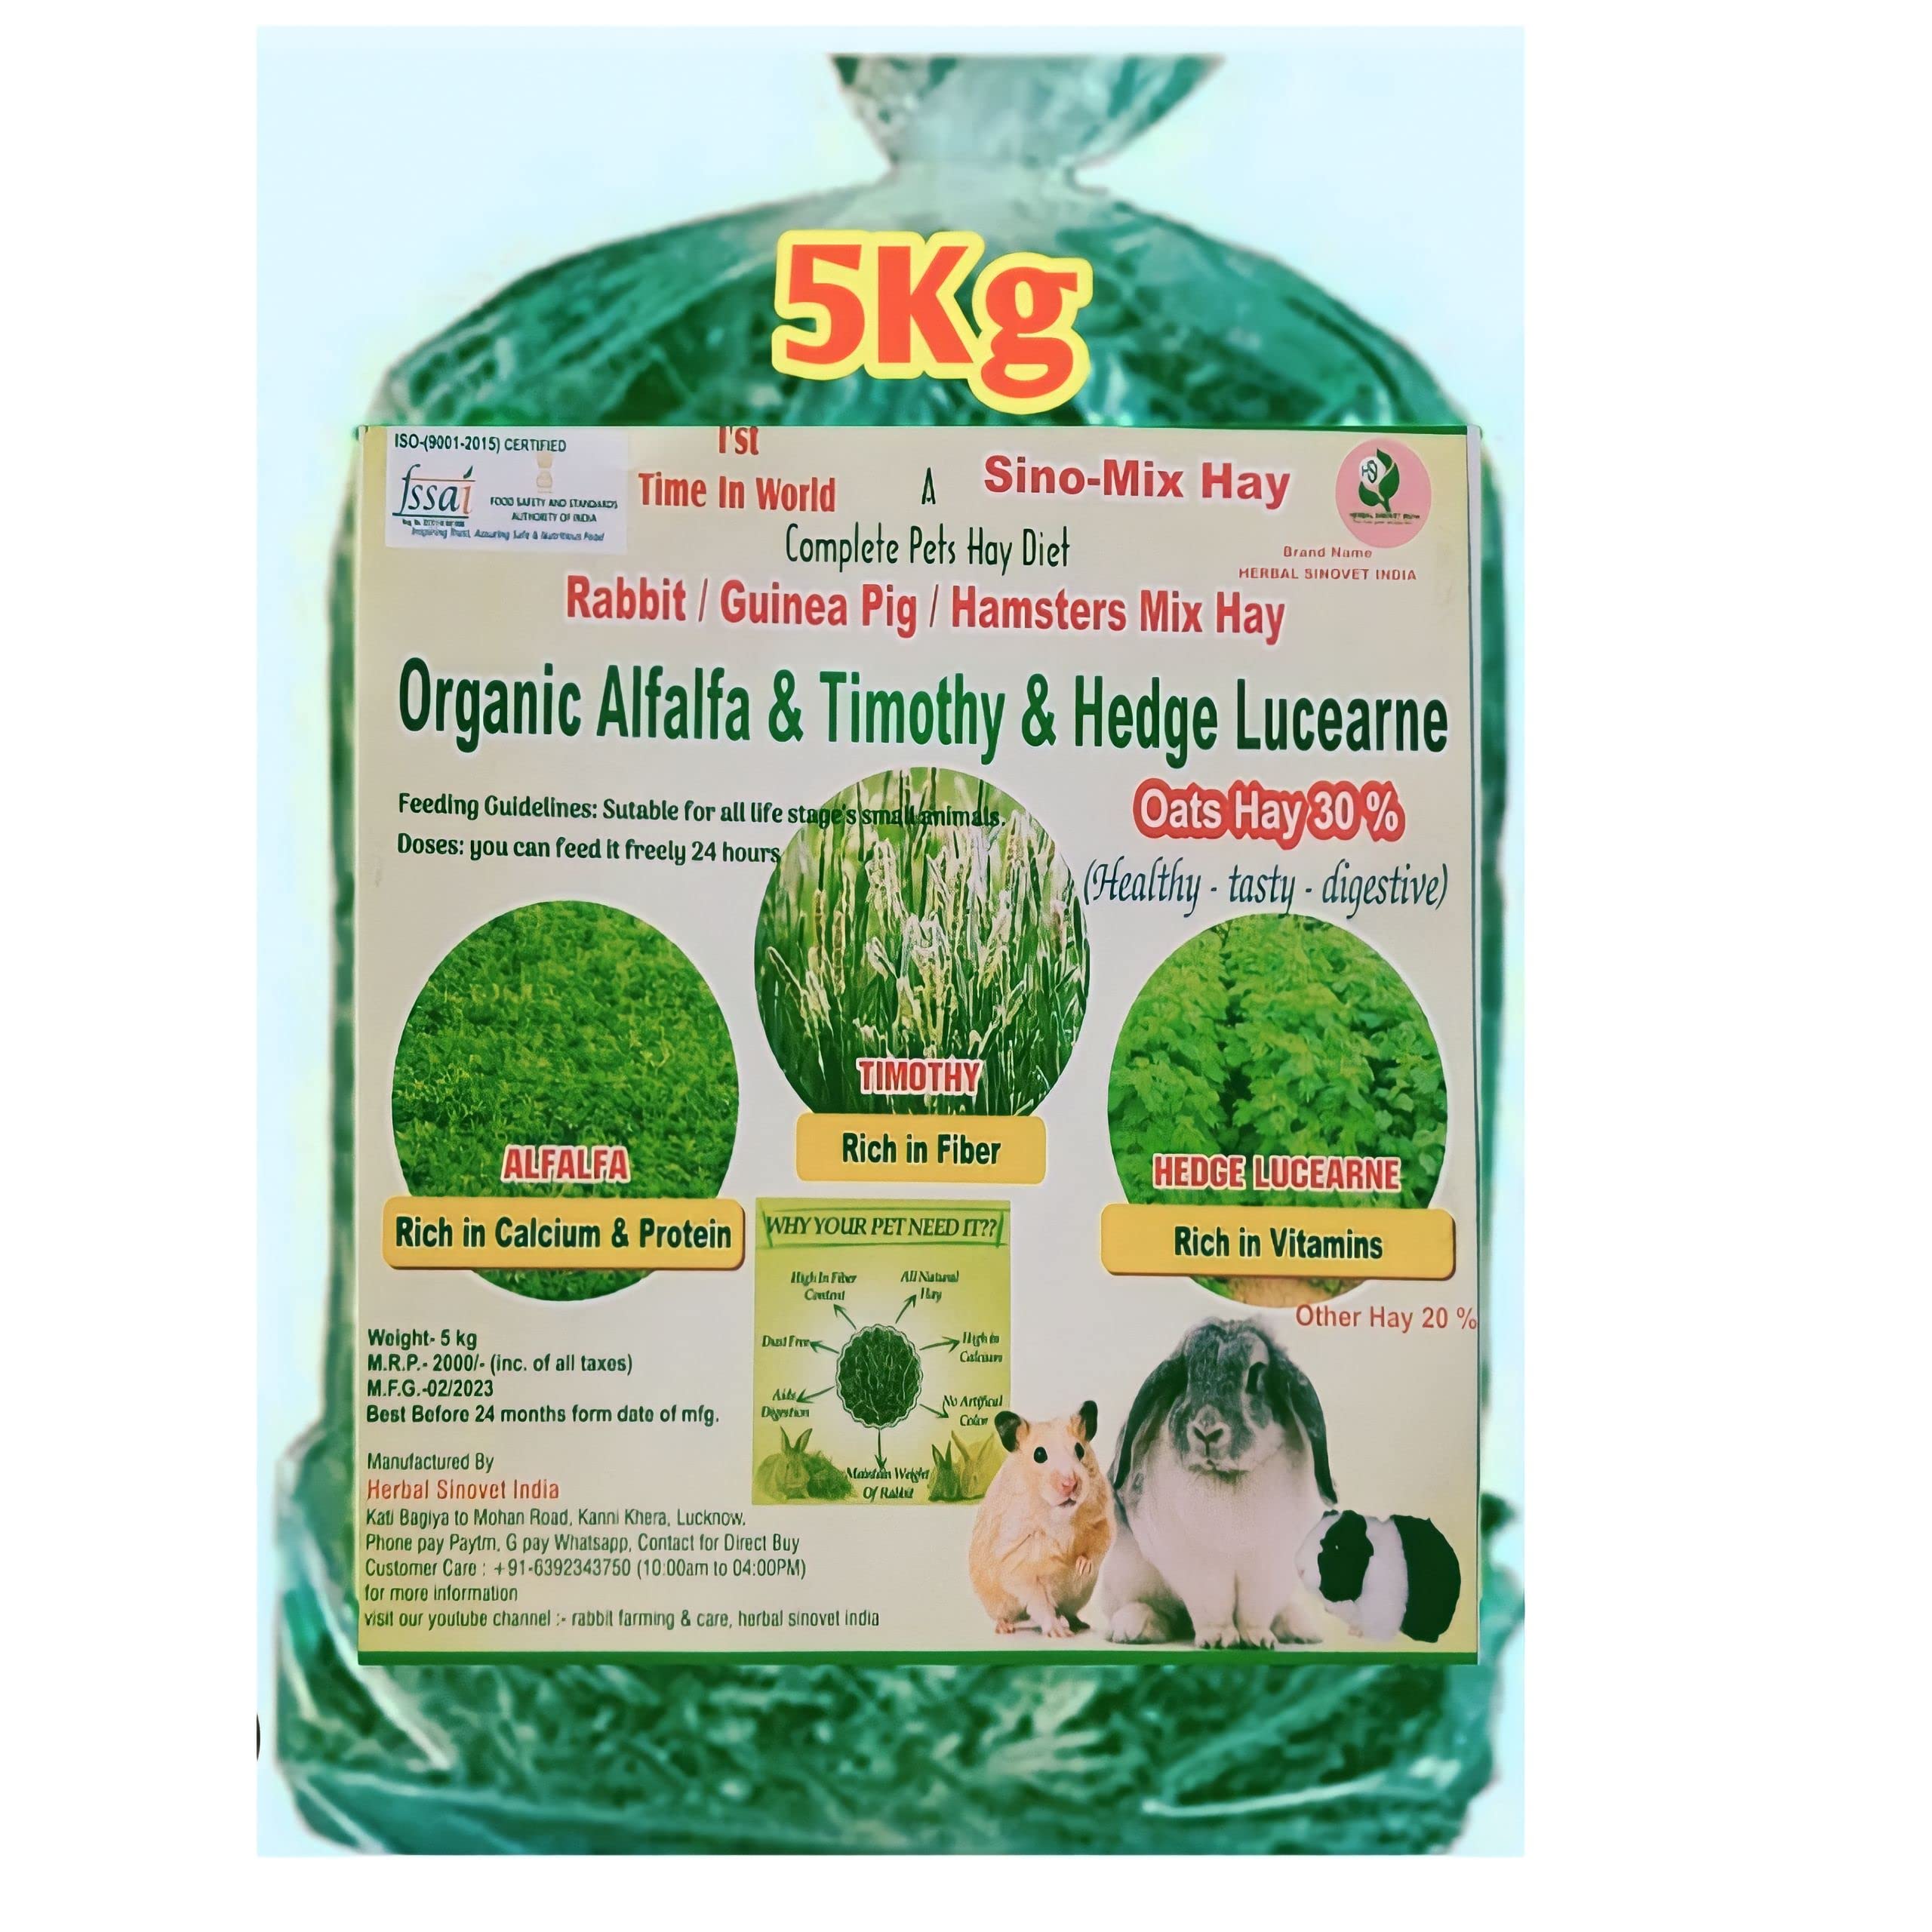 5Kg
ISO-(9001-2015) CERTIFIED
fssai
FOOD SAFETY AND STANDARDS
AUTHORITY OF INDIA
Inspiring Trust, Assuring Safe & Nutritious Food
I'st
Time In World
A
Sino-Mix Hay
Complete Pets Hay Diet
Brand Name
HERBAL SINOVET INDIA
Rabbit / Guinea Pig / Hamsters Mix Hay
Organic Alfalfa & Timothy & Hedge Lucearne
Feeding Guidelines: Sutable for all life stage's small animals.
Doses: you can feed it freely 24 hours
Oats Hay 30 %
(Healthy - tasty - digestive)
TIMOTHY
Rich in Fiber
ALFALFA
Rich in Calcium & Protein
HEDGE LUCEARNE
Rich in Vitamins
Other Hay 20 %
WHY YOUR PET NEED IT??
High In Fiber
Content
All Natural
Hay
Dust Free
High in
Calcium
Aids
Digestion
No Artifical
Color
Maintain Weight
Of Rabbit
Weight- 5 kg
M.R.P.- 2000/- (inc. of all taxes)
M.F.G.-02/2023
Best Before 24 months form date of mfg.
Manufactured By
Herbal Sinovet India
Kati Bagiya to Mohan Road, Kanni Khera, Lucknow.
Phone pay Paytm, G pay Whatsapp, Contact for Direct Buy
Customer Care : +91-6392343750 (10:00am to 04:00PM)
for more information
visit our youtube channel :- rabbit farming & care, herbal sinovet india